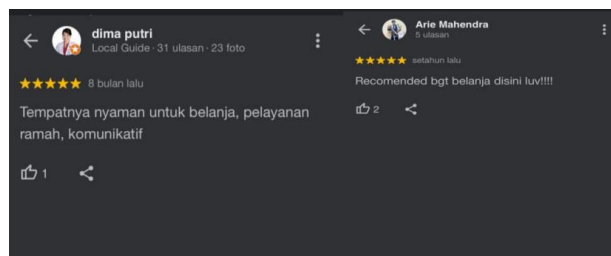 dima putri
Local Guide · 31 ulasan · 23 foto
8 bulan lalu
Tempatnya nyaman untuk belanja, pelayanan
ramah, komunikatif
1
Arie Mahendra
5 ulasan
setahun lalu
Recomended bgt belanja disini luv!!!!
2